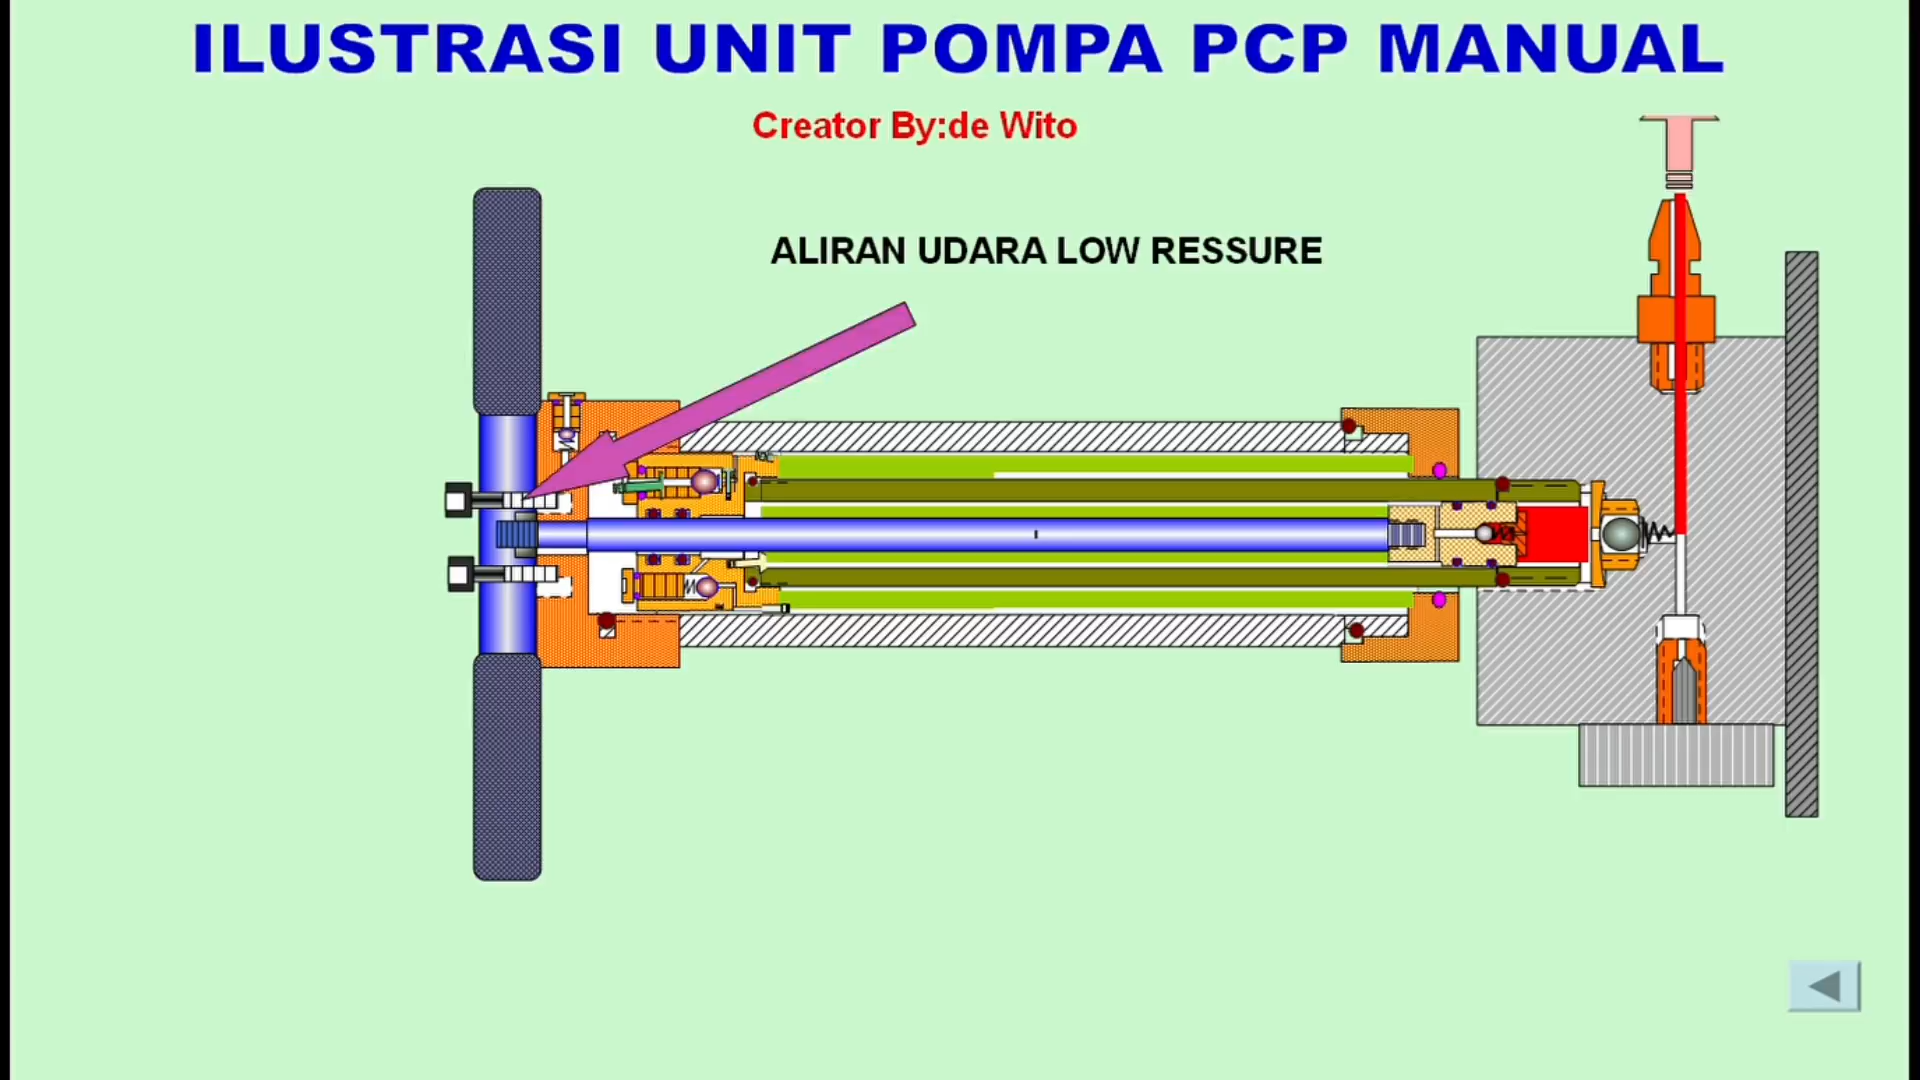 ILUSTRASI UNIT POMPA PCP MANUAL
Creator By:de Wito
ALIRAN UDARA LOW RESSURE